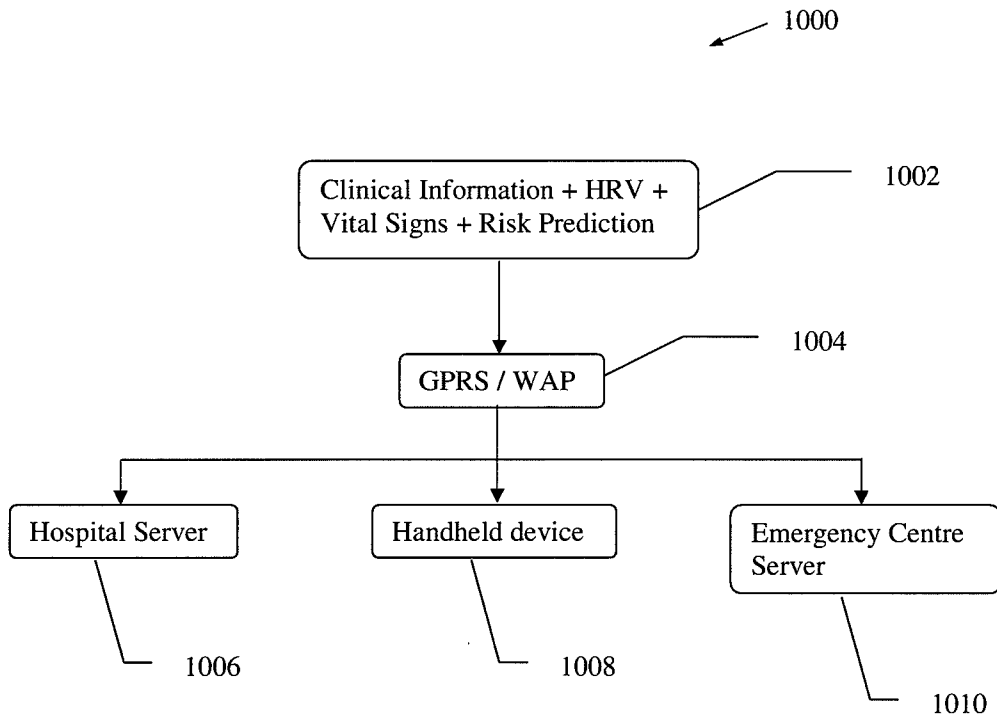 1000
Clinical Information + HRV +
Vital Signs + Risk Prediction
1002
GPRS / WAP
1004
Hospital Server
Handheld device
Emergency Centre
Server
1006
1008
1010